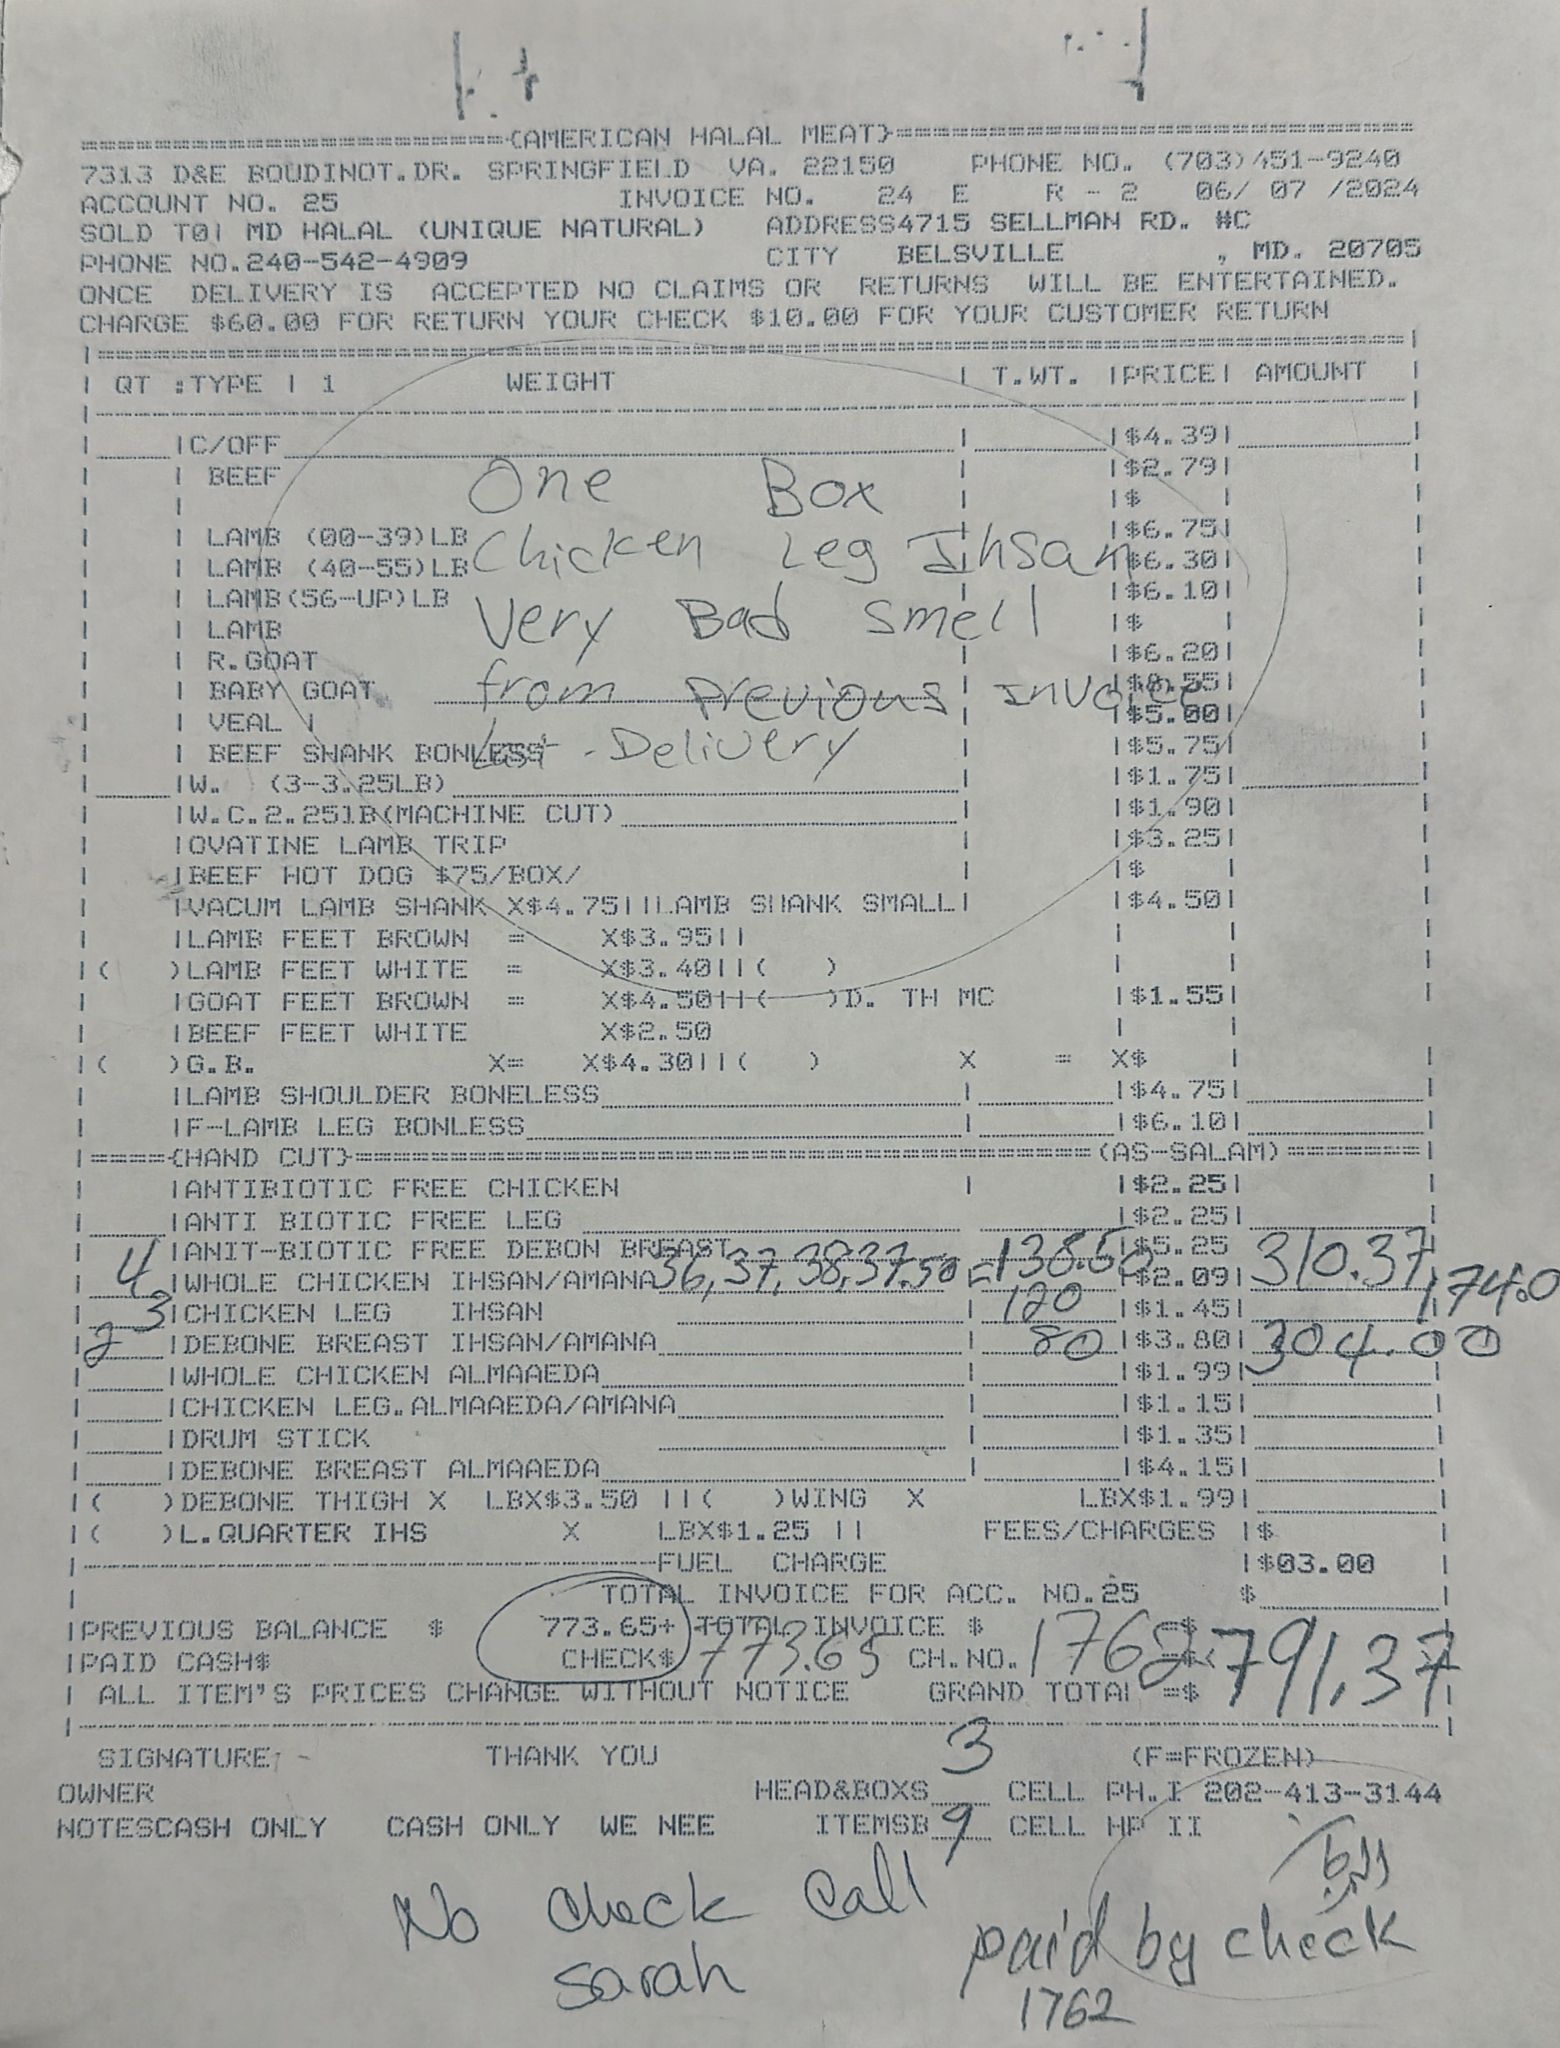 {AMERICAN HALAL MEAT}
7313 D&E BOUDINOT.DR. SPRINGFIELD VA. 22150 PHONE NO. (703)451-9240
ACCOUNT NO. 25 INVOICE NO. 24 E R - 2 06/ 07 /2024
SOLD TO| MD HALAL (UNIQUE NATURAL) ADDRESS4715 SELLMAN RD. #C
PHONE NO.240-542-4909 CITY BELSVILLE , MD. 20705
ONCE DELIVERY IS ACCEPTED NO CLAIMS OR RETURNS WILL BE ENTERTAINED.
CHARGE $60.00 FOR RETURN YOUR CHECK $10.00 FOR YOUR CUSTOMER RETURN
QT :TYPE | 1 WEIGHT | T.WT. |PRICE| AMOUNT
|C/OFF |$4.39|
| BEEF |$2.79|
One Box |$ |
| LAMB (00-39)LB |$6.75|
Chicken Leg Ihsan
| LAMB (40-55)LB |$6.30|
| LAMB(56-UP)LB |$6.10|
Very Bad smell
| LAMB |$ |
| R.GOAT |$6.20|
| BABY GOAT
from previous Invoice
| VEAL | |$5.00|
Last - Delivery
| BEEF SHANK BONLESS |$5.75|
|W. (3-3.25LB) |$1.75|
|W.C.2.25lB(MACHINE CUT) |$1.90|
|OVATINE LAMB TRIP |$3.25|
|BEEF HOT DOG $75/BOX/ |$ |
|VACUM LAMB SHANK X$4.75||LAMB SHANK SMALL| |$4.50|
|LAMB FEET BROWN = X$3.95||
|( )LAMB FEET WHITE = X$3.40||( )
|GOAT FEET BROWN = X$4.50||( )D. TH MC |$1.55|
|BEEF FEET WHITE X$2.50
|( )G.B. X= X$4.30||( ) X = X$
|LAMB SHOULDER BONELESS |$4.75|
|F-LAMB LEG BONLESS |$6.10|
{HAND CUT} (AS-SALAM)
|ANTIBIOTIC FREE CHICKEN |$2.25|
|ANTI BIOTIC FREE LEG |$2.25|
|ANIT-BIOTIC FREE DEBON BREAST |$5.25
4 |WHOLE CHICKEN IHSAN/AMANA 36, 37, 38, 37.50 = 138.50 |$2.09| 310.37
3 |CHICKEN LEG IHSAN 120 |$1.45| 174.0
2 |DEBONE BREAST IHSAN/AMANA 80 |$3.80| 304.00
|WHOLE CHICKEN ALMAAEDA |$1.99|
|CHICKEN LEG.ALMAAEDA/AMANA |$1.15|
|DRUM STICK |$1.35|
|DEBONE BREAST ALMAAEDA |$4.15|
|( )DEBONE THIGH X LBX$3.50 ||( )WING X LBX$1.99|
|( )L.QUARTER IHS X LBX$1.25 || FEES/CHARGES |$
FUEL CHARGE |$03.00
TOTAL INVOICE FOR ACC. NO.25 $
|PREVIOUS BALANCE $ 773.65+ TOTAL INVOICE $ =$
|PAID CASH$ CHECK$ 773.65 CH.NO. 1762 791.37
| ALL ITEM'S PRICES CHANGE WITHOUT NOTICE GRAND TOTAL =$
SIGNATURE THANK YOU 3 (F=FROZEN)
OWNER HEAD&BOXS CELL PH.I 202-413-3144
NOTESCASH ONLY CASH ONLY WE NEE ITEMSB 9 CELL HP II
No check call
Sarah
paid by check
1762